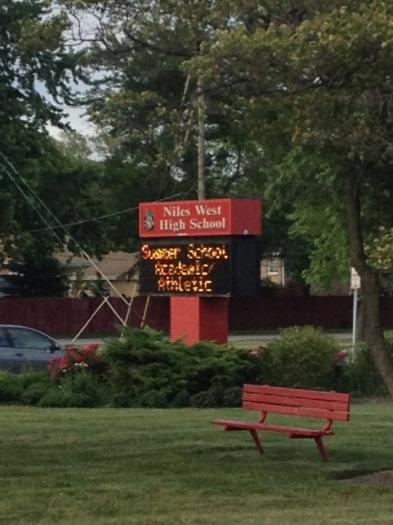 Niles West
High School
Summer School
Academic/
Athletic